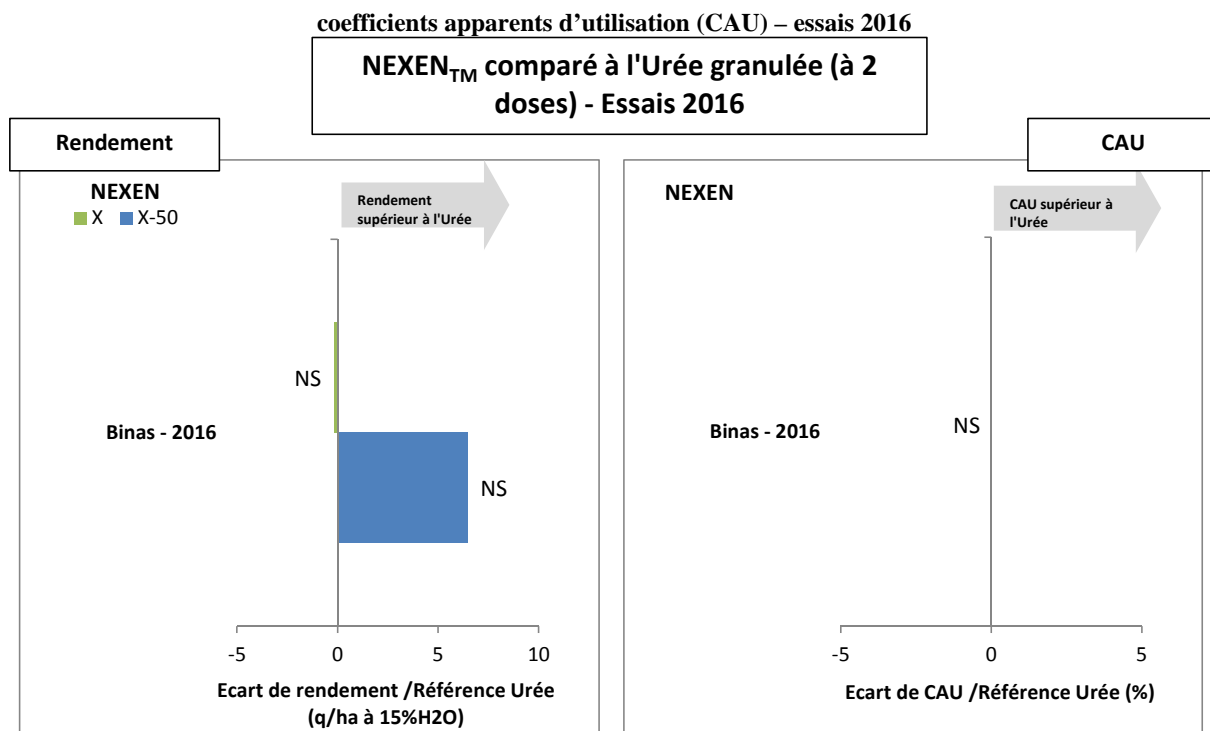 coefficients apparents d'utilisation (CAU) – essais 2016
NEXENTM comparé à l'Urée granulée (à 2
doses) - Essais 2016
Rendement
NEXEN
X X-50
Rendement
supérieur à l'Urée
NS
Binas - 2016
NS
-5 0 5 10
Ecart de rendement /Référence Urée
(q/ha à 15%H2O)
CAU
NEXEN
CAU supérieur à
l'Urée
Binas - 2016
NS
-5 0 5
Ecart de CAU /Référence Urée (%)